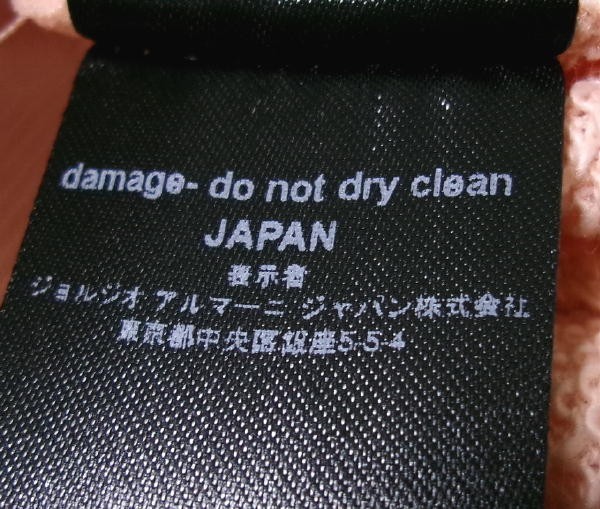 damage- do not dry clean
JAPAN
表示者
ジョルジオ アルマーニ ジャパン株式会社
東京都中央区銀座5-5-4